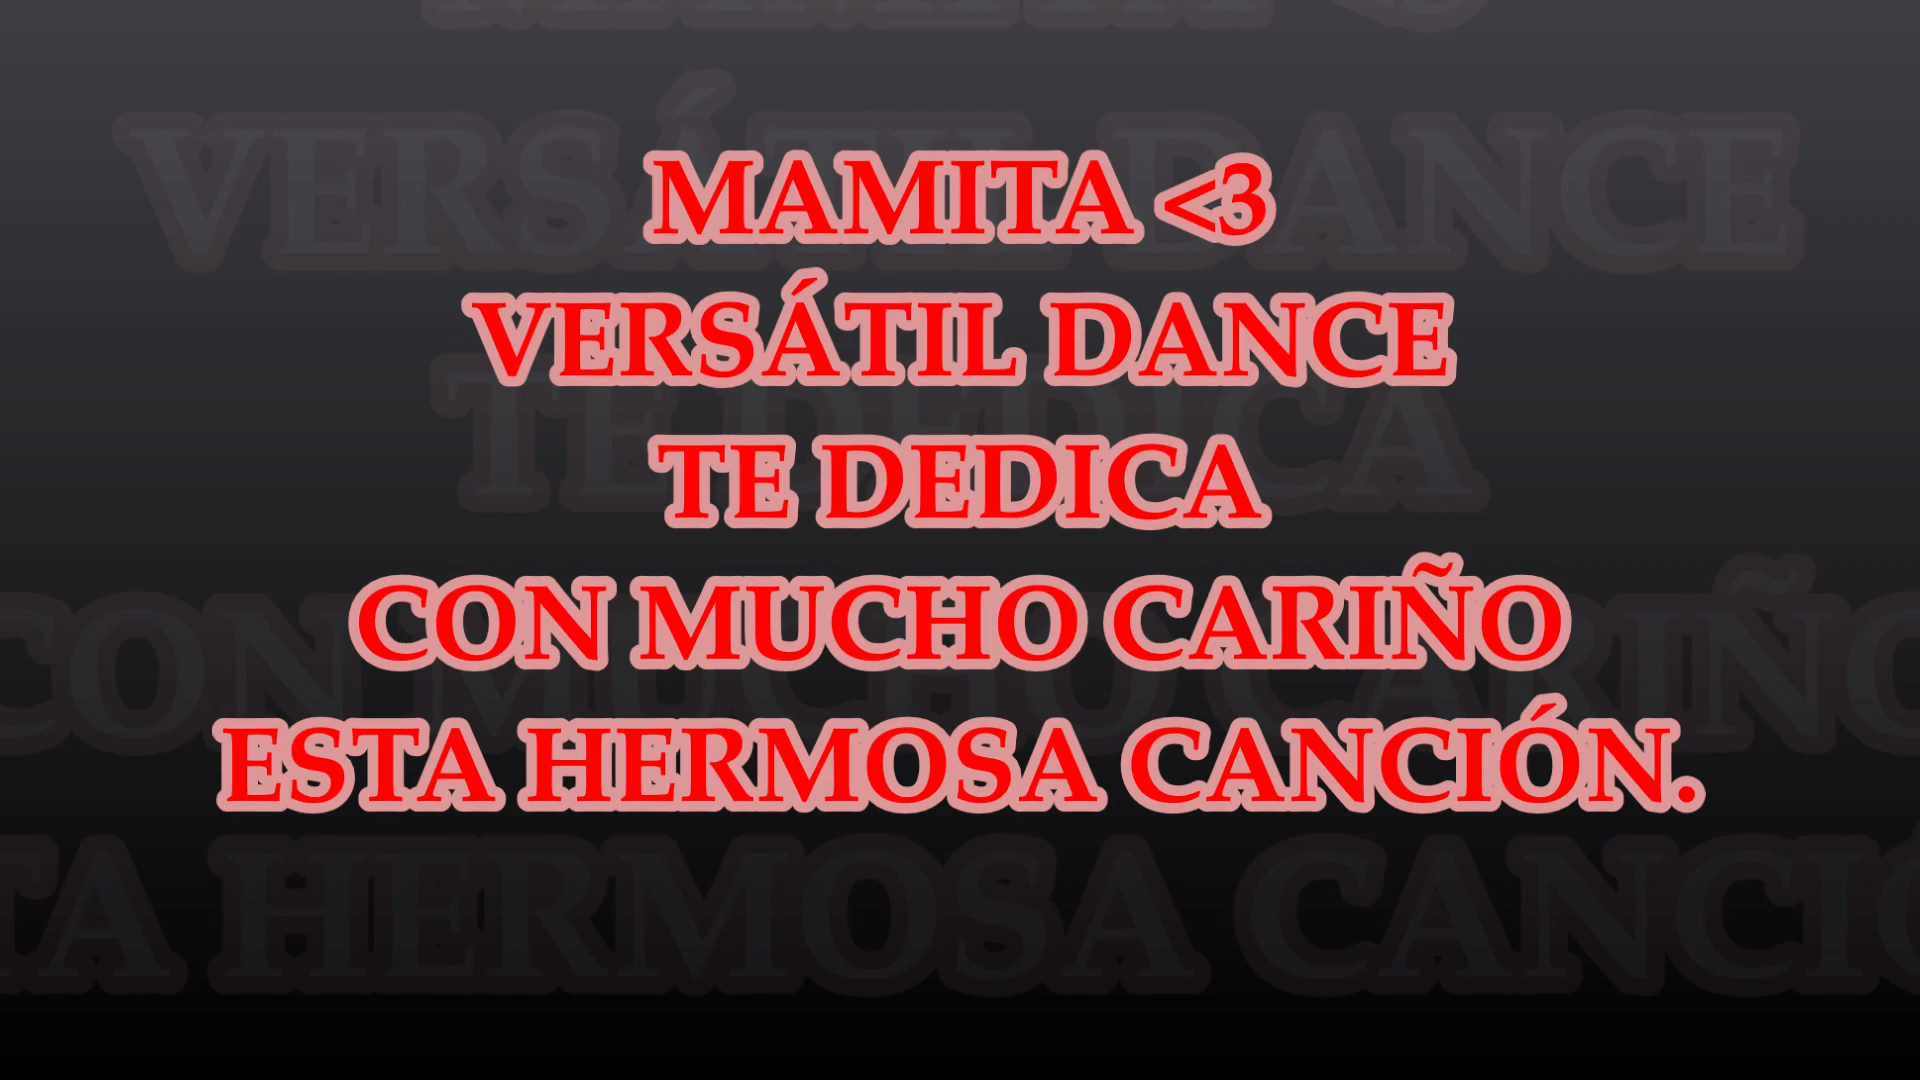 MAMITA <3
VERSÁTIL DANCE
TE DEDICA
CON MUCHO CARIÑO
ESTA HERMOSA CANCIÓN.